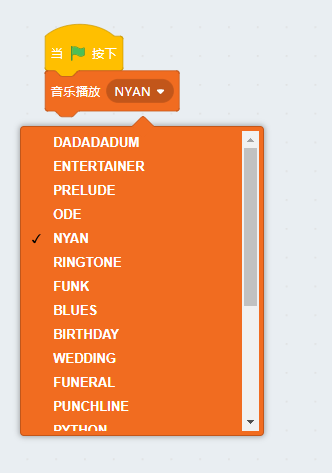 当 按下
音乐播放 NYAN
DADADADUM
ENTERTAINER
PRELUDE
ODE
NYAN
RINGTONE
FUNK
BLUES
BIRTHDAY
WEDDING
FUNERAL
PUNCHLINE
PYTHON